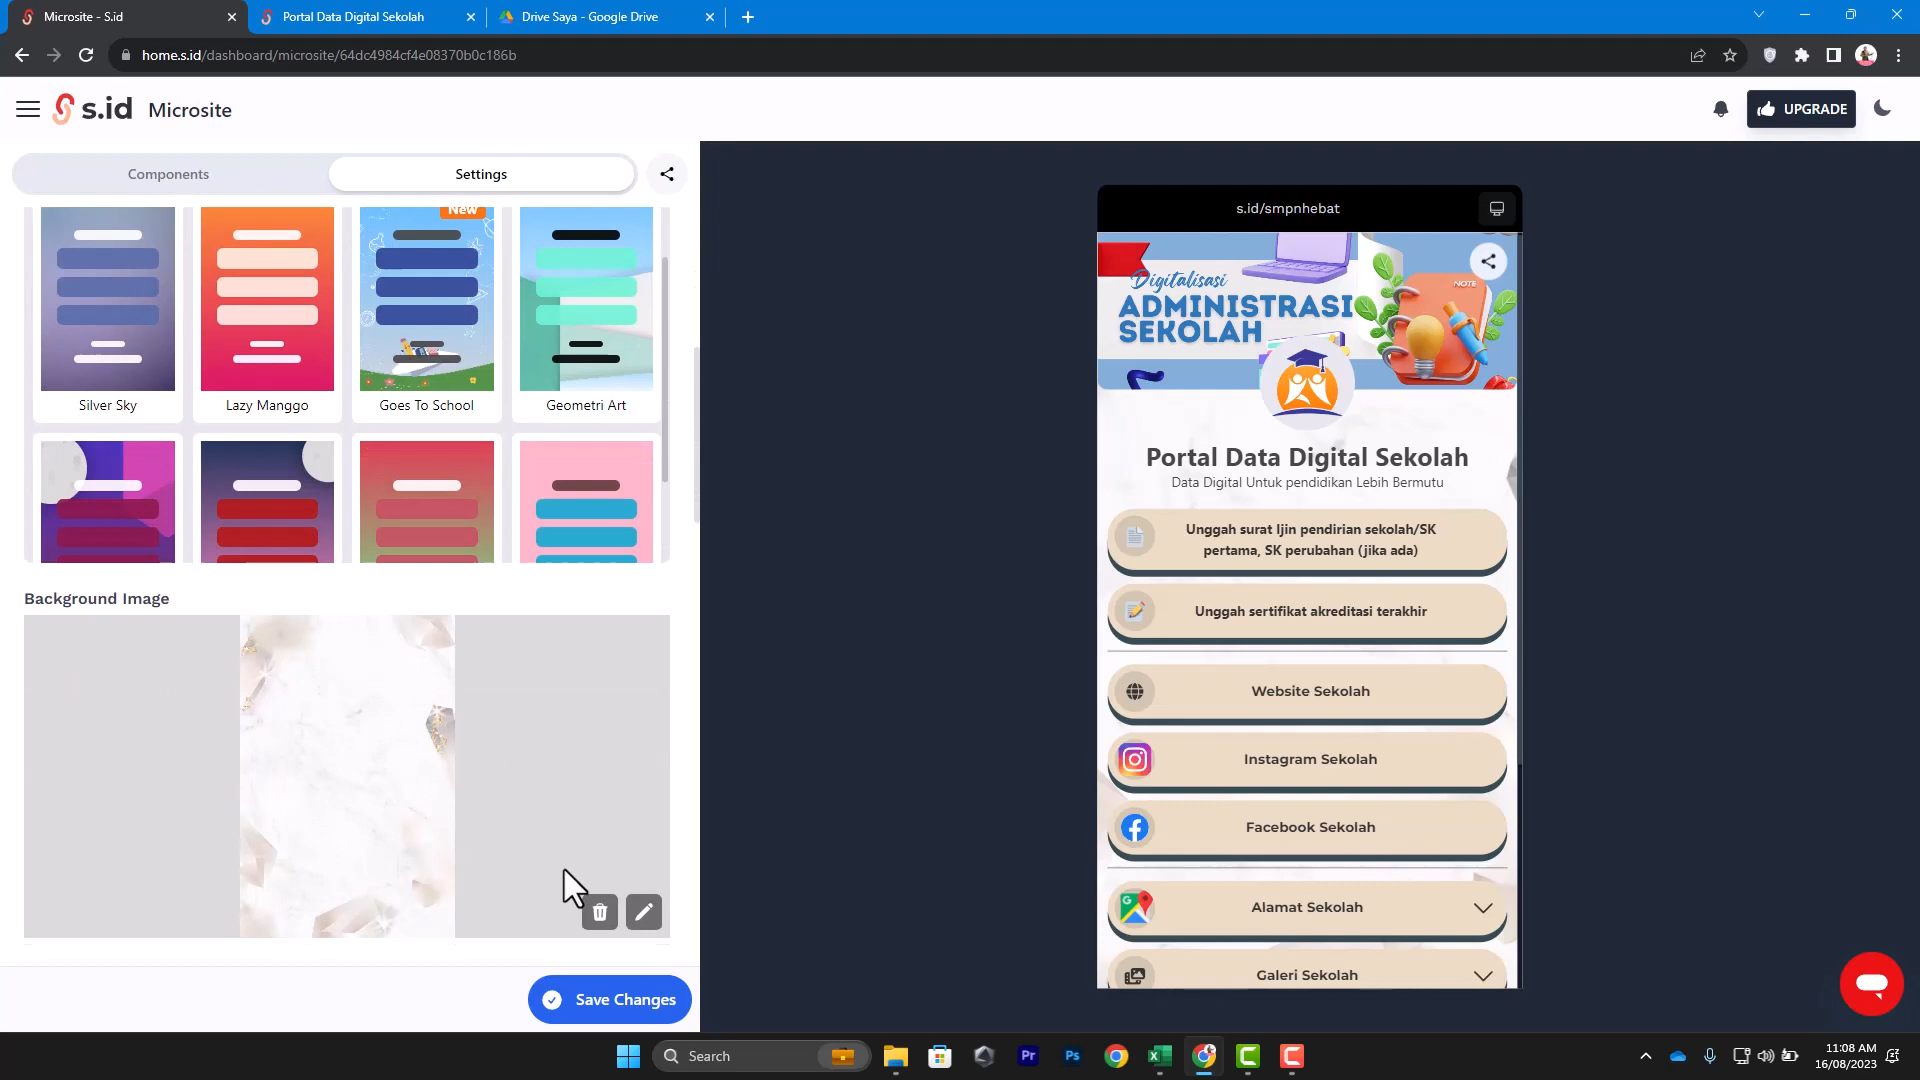 Microsite - S.id
Portal Data Digital Sekolah
Drive Saya - Google Drive
home.s.id/dashboard/microsite/64dc4984cf4e08370b0c186b
s.id Microsite
UPGRADE
Components
Settings
New
Silver Sky
Lazy Manggo
Goes To School
Geometri Art
Background Image
Save Changes
s.id/smpnhebat
Digitalisasi
ADMINISTRASI
SEKOLAH
NOTE
Portal Data Digital Sekolah
Data Digital Untuk pendidikan Lebih Bermutu
Unggah surat Ijin pendirian sekolah/SK
pertama, SK perubahan (jika ada)
Unggah sertifikat akreditasi terakhir
Website Sekolah
Instagram Sekolah
Facebook Sekolah
Alamat Sekolah
Galeri Sekolah
Search
Pr
Ps
11:08 AM
16/08/2023